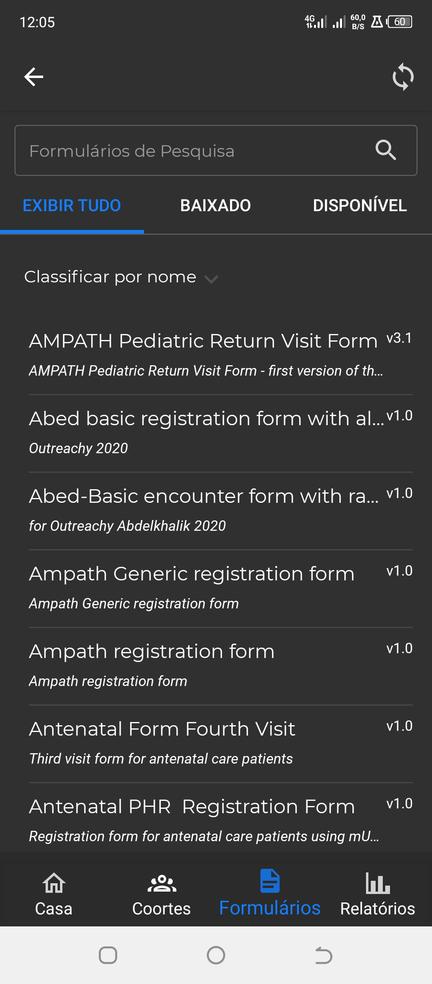 12:05
4G 60,0 B/S 60
Formulários de Pesquisa
EXIBIR TUDO BAIXADO DISPONÍVEL
Classificar por nome
AMPATH Pediatric Return Visit Form v3.1
AMPATH Pediatric Return Visit Form - first version of th...
Abed basic registration form with al... v1.0
Outreachy 2020
Abed-Basic encounter form with ra... v1.0
for Outreachy Abdelkhalik 2020
Ampath Generic registration form v1.0
Ampath Generic registration form
Ampath registration form v1.0
Ampath registration form
Antenatal Form Fourth Visit v1.0
Third visit form for antenatal care patients
Antenatal PHR Registration Form v1.0
Registration form for antenatal care patients using mU...
Casa Coortes Formulários Relatórios